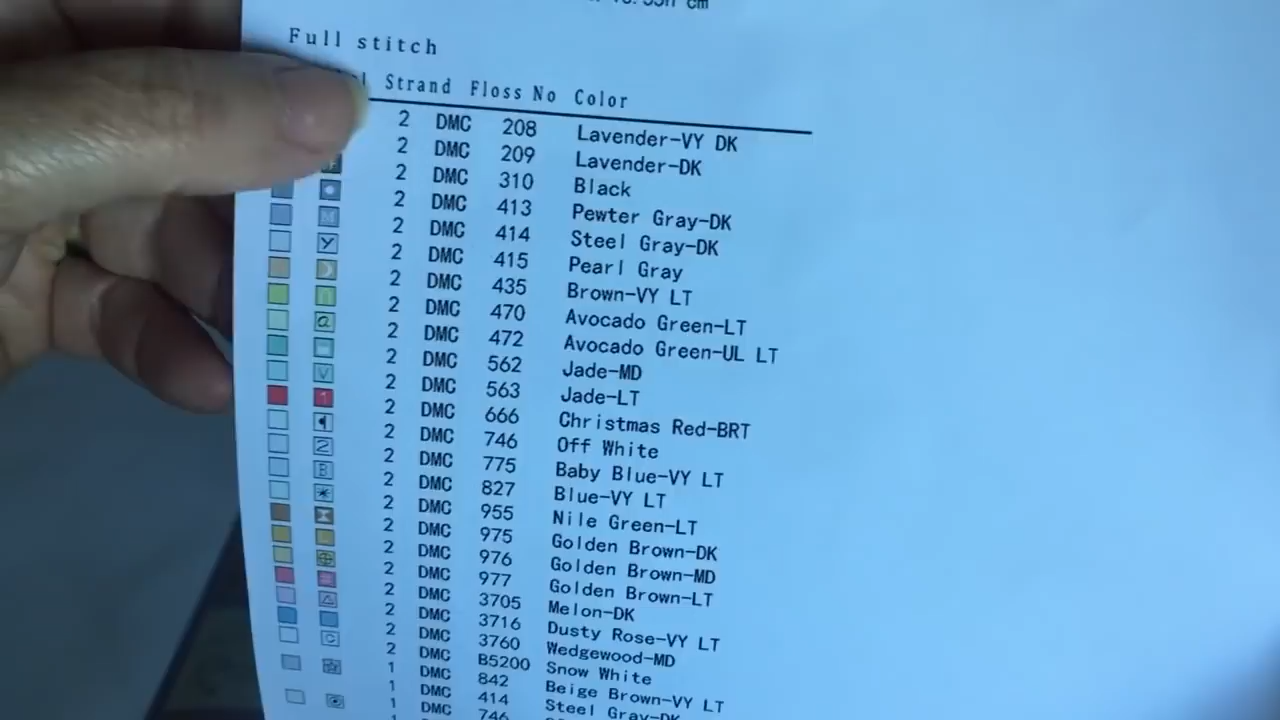 cm
Full stitch
Strand Floss No Color
2 DMC 208 Lavender-VY DK
2 DMC 209 Lavender-DK
2 DMC 310 Black
2 DMC 413 Pewter Gray-DK
2 DMC 414 Steel Gray-DK
2 DMC 415 Pearl Gray
2 DMC 435 Brown-VY LT
2 DMC 470 Avocado Green-LT
2 DMC 472 Avocado Green-UL LT
2 DMC 562 Jade-MD
2 DMC 563 Jade-LT
2 DMC 666 Christmas Red-BRT
2 DMC 746 Off White
2 DMC 775 Baby Blue-VY LT
2 DMC 827 Blue-VY LT
2 DMC 955 Nile Green-LT
2 DMC 975 Golden Brown-DK
2 DMC 976 Golden Brown-MD
2 DMC 977 Golden Brown-LT
2 DMC 3705 Melon-DK
2 DMC 3716 Dusty Rose-VY LT
2 DMC 3760 Wedgewood-MD
2 DMC B5200 Snow White
1 DMC 842 Beige Brown-VY LT
1 DMC 414 Steel Gray-DK
1 DMC 746